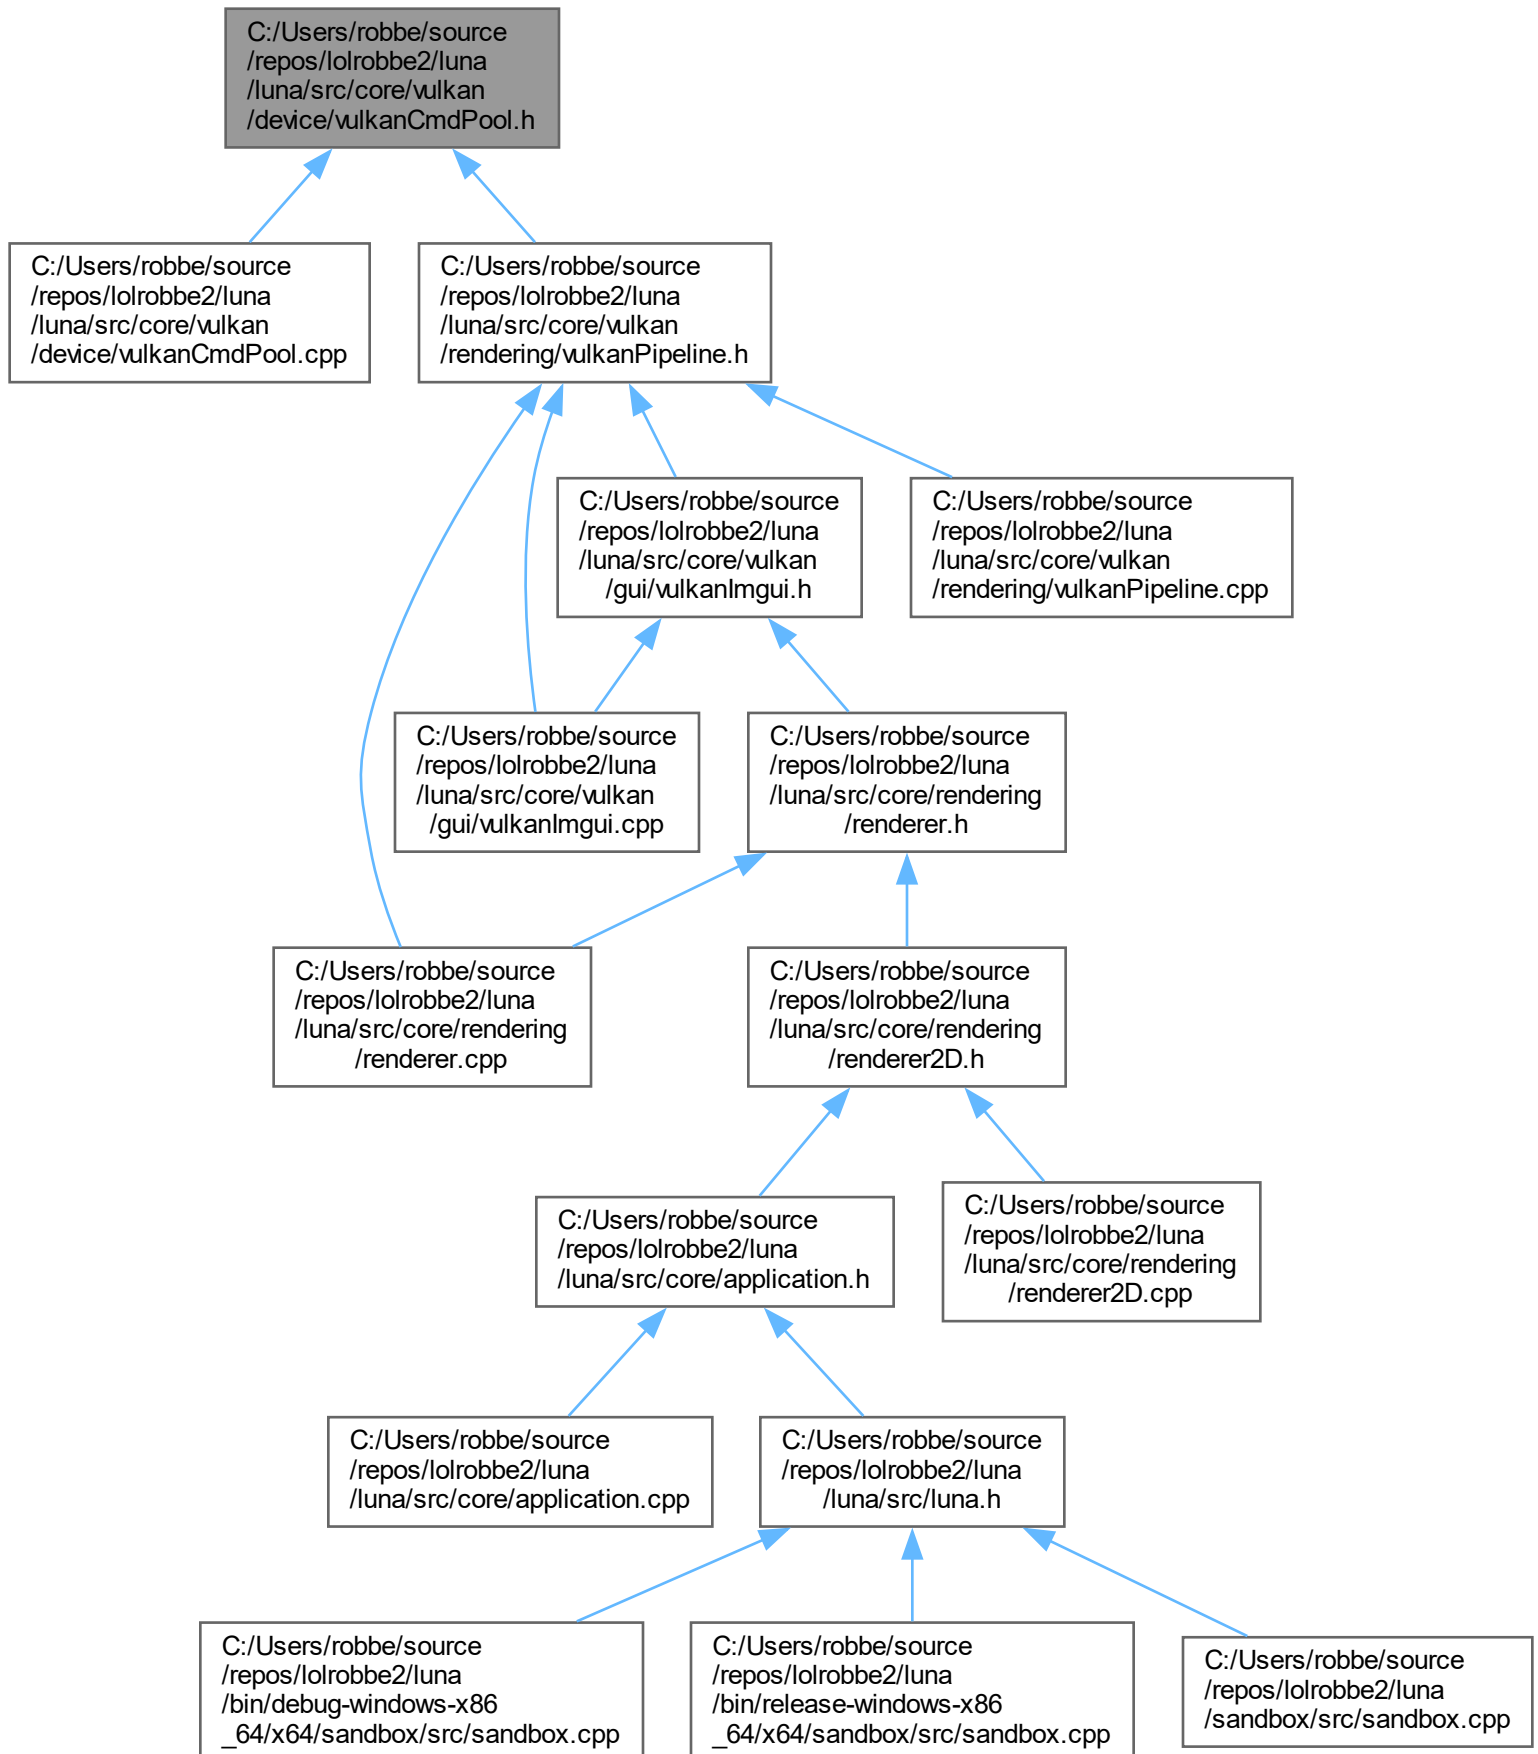 C:/Users/robbe/source
/repos/lolrobbe2/luna
/luna/src/core/vulkan
/device/vulkanCmdPool.h
C:/Users/robbe/source
/repos/lolrobbe2/luna
/luna/src/core/vulkan
/device/vulkanCmdPool.cpp
C:/Users/robbe/source
/repos/lolrobbe2/luna
/luna/src/core/vulkan
/rendering/vulkanPipeline.h
C:/Users/robbe/source
/repos/lolrobbe2/luna
/luna/src/core/vulkan
/gui/vulkanImgui.h
C:/Users/robbe/source
/repos/lolrobbe2/luna
/luna/src/core/vulkan
/rendering/vulkanPipeline.cpp
C:/Users/robbe/source
/repos/lolrobbe2/luna
/luna/src/core/vulkan
/gui/vulkanImgui.cpp
C:/Users/robbe/source
/repos/lolrobbe2/luna
/luna/src/core/rendering
/renderer.h
C:/Users/robbe/source
/repos/lolrobbe2/luna
/luna/src/core/rendering
/renderer.cpp
C:/Users/robbe/source
/repos/lolrobbe2/luna
/luna/src/core/rendering
/renderer2D.h
C:/Users/robbe/source
/repos/lolrobbe2/luna
/luna/src/core/application.h
C:/Users/robbe/source
/repos/lolrobbe2/luna
/luna/src/core/rendering
/renderer2D.cpp
C:/Users/robbe/source
/repos/lolrobbe2/luna
/luna/src/core/application.cpp
C:/Users/robbe/source
/repos/lolrobbe2/luna
/luna/src/luna.h
C:/Users/robbe/source
/repos/lolrobbe2/luna
/bin/debug-windows-x86
_64/x64/sandbox/src/sandbox.cpp
C:/Users/robbe/source
/repos/lolrobbe2/luna
/bin/release-windows-x86
_64/x64/sandbox/src/sandbox.cpp
C:/Users/robbe/source
/repos/lolrobbe2/luna
/sandbox/src/sandbox.cpp